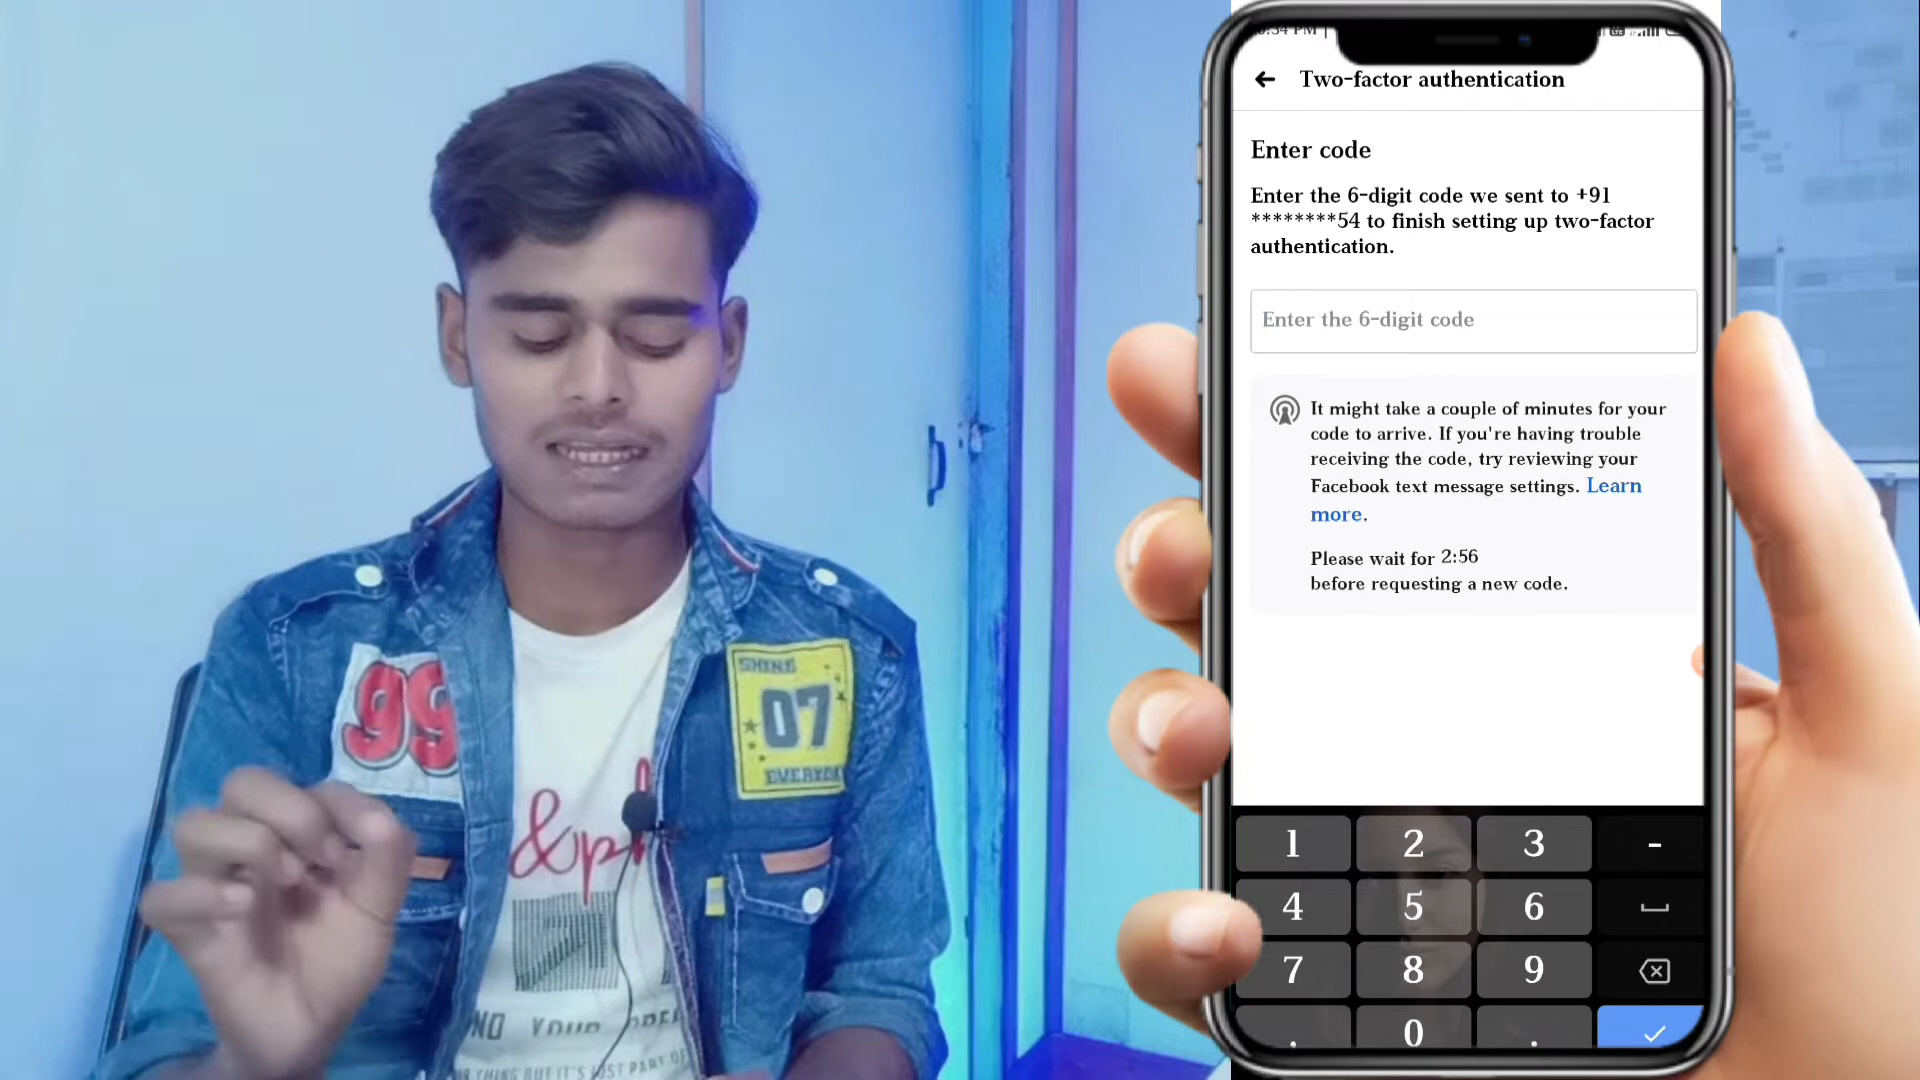 Two-factor authentication
Enter code
Enter the 6-digit code we sent to +91
********54 to finish setting up two-factor
authentication.
Enter the 6-digit code
It might take a couple of minutes for your
code to arrive. If you're having trouble
receiving the code, try reviewing your
Facebook text message settings. Learn
more.
Please wait for 2:56
before requesting a new code.
1 2 3 -
4 5 6
7 8 9
. 0 .
99
SHINE
07
EVERYDAY
&
NO YOUR